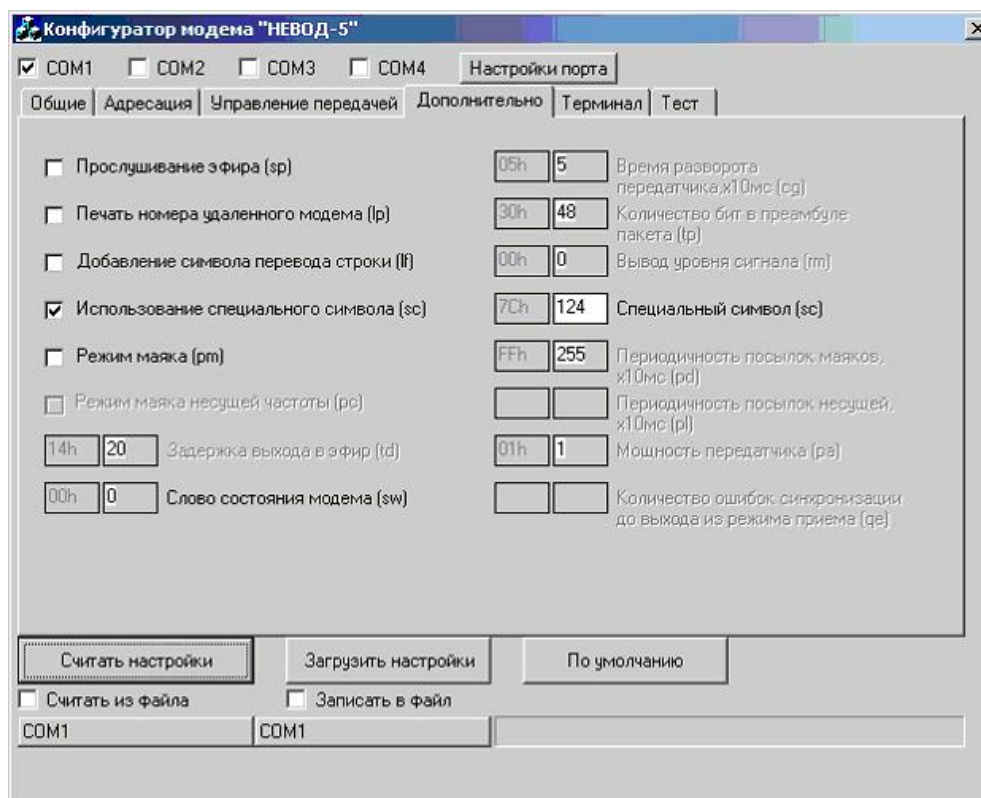 Конфигуратор модема "НЕВОД-5"
COM1 COM2 COM3 COM4 Настройки порта
Общие Адресация Управление передачей Дополнительно Терминал Тест
Прослушивание эфира (sp)
05h 5 Время разворота
передатчика,x10мс (cg)
Печать номера удаленного модема (lp)
30h 48 Количество бит в преамбуле
пакета (tp)
Добавление символа перевода строки (lf)
00h 0 Вывод уровня сигнала (rm)
Использование специального символа (sc)
7Ch 124 Специальный символ (sc)
Режим маяка (pm)
FFh 255 Периодичность посылок маяков,
x10мс (pd)
Режим маяка несущей частоты (pc)
Периодичность посылок несущей,
x10мс (pl)
14h 20 Задержка выхода в эфир (td)
01h 1 Мощность передатчика (pa)
00h 0 Слово состояния модема (sw)
Количество ошибок синхронизации
до выхода из режима приема (qe)
Считать настройки Загрузить настройки По умолчанию
Считать из файла Записать в файл
COM1 COM1